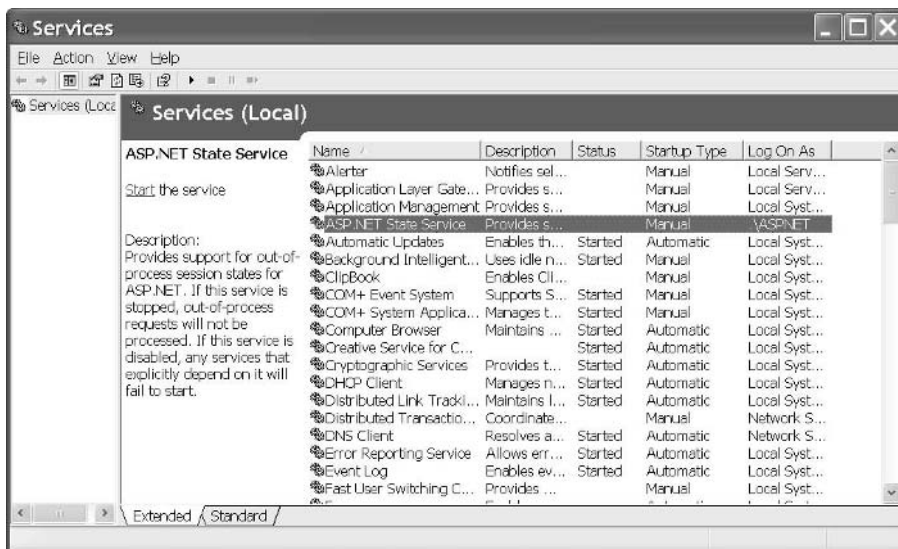 Services
File Action View Help
Services (Loca
Services (Local)
ASP.NET State Service
Start the service
Description:
Provides support for out-of-
process session states for
ASP.NET. If this service is
stopped, out-of-process
requests will not be
processed. If this service is
disabled, any services that
explicitly depend on it will
fail to start.
Name Description Status Startup Type Log On As
Alerter Notifies sel... Manual Local Serv...
Application Layer Gate... Provides s... Manual Local Serv...
Application Management Provides s... Manual Local Syst...
ASP.NET State Service Provides s... Manual .\ASPNET
Automatic Updates Enables th... Started Automatic Local Syst...
Background Intelligent... Uses idle n... Started Manual Local Syst...
ClipBook Enables Cli... Manual Local Syst...
COM+ Event System Supports S... Started Manual Local Syst...
COM+ System Applica... Manages t... Started Manual Local Syst...
Computer Browser Maintains ... Started Automatic Local Syst...
Creative Service for C... Started Automatic Local Syst...
Cryptographic Services Provides t... Started Automatic Local Syst...
DHCP Client Manages n... Started Automatic Local Syst...
Distributed Link Tracki... Maintains l... Started Automatic Local Syst...
Distributed Transactio... Coordinate... Manual Network S...
DNS Client Resolves a... Started Automatic Network S...
Error Reporting Service Allows err... Started Automatic Local Syst...
Event Log Enables ev... Started Automatic Local Syst...
Fast User Switching C... Provides ... Manual Local Syst...
Extended Standard